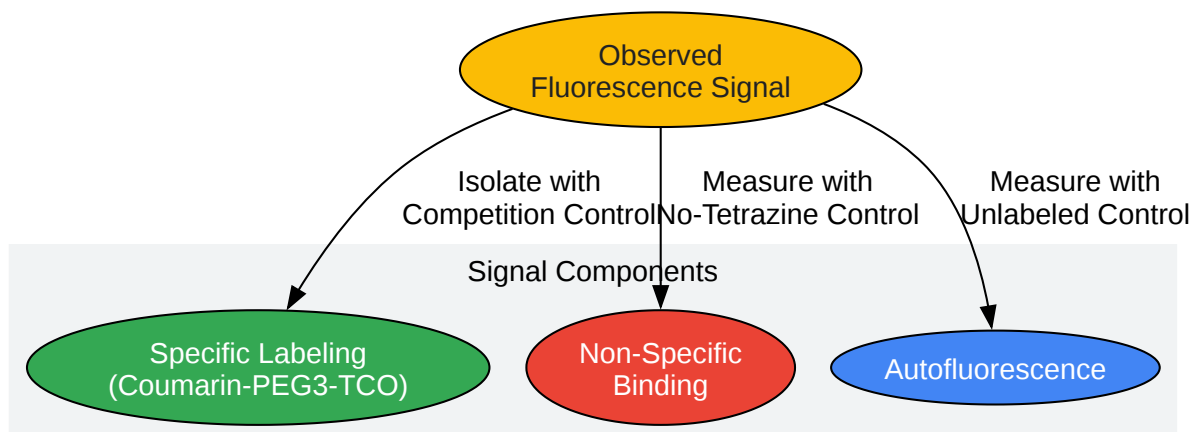 Observed
Fluorescence Signal
Isolate with
Competition Control
Measure with
No-Tetrazine Control
Measure with
Unlabeled Control
Signal Components
Specific Labeling
(Coumarin-PEG3-TCO)
Non-Specific
Binding
Autofluorescence